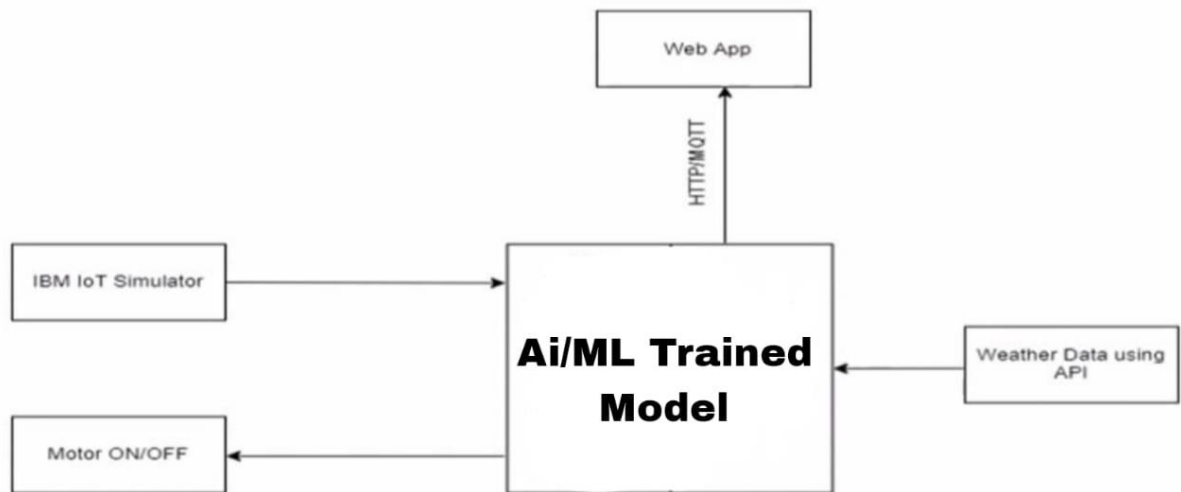 Web App
HTTP/MQTT
IBM IoT Simulator
Ai/ML Trained
Model
Weather Data using
API
Motor ON/OFF